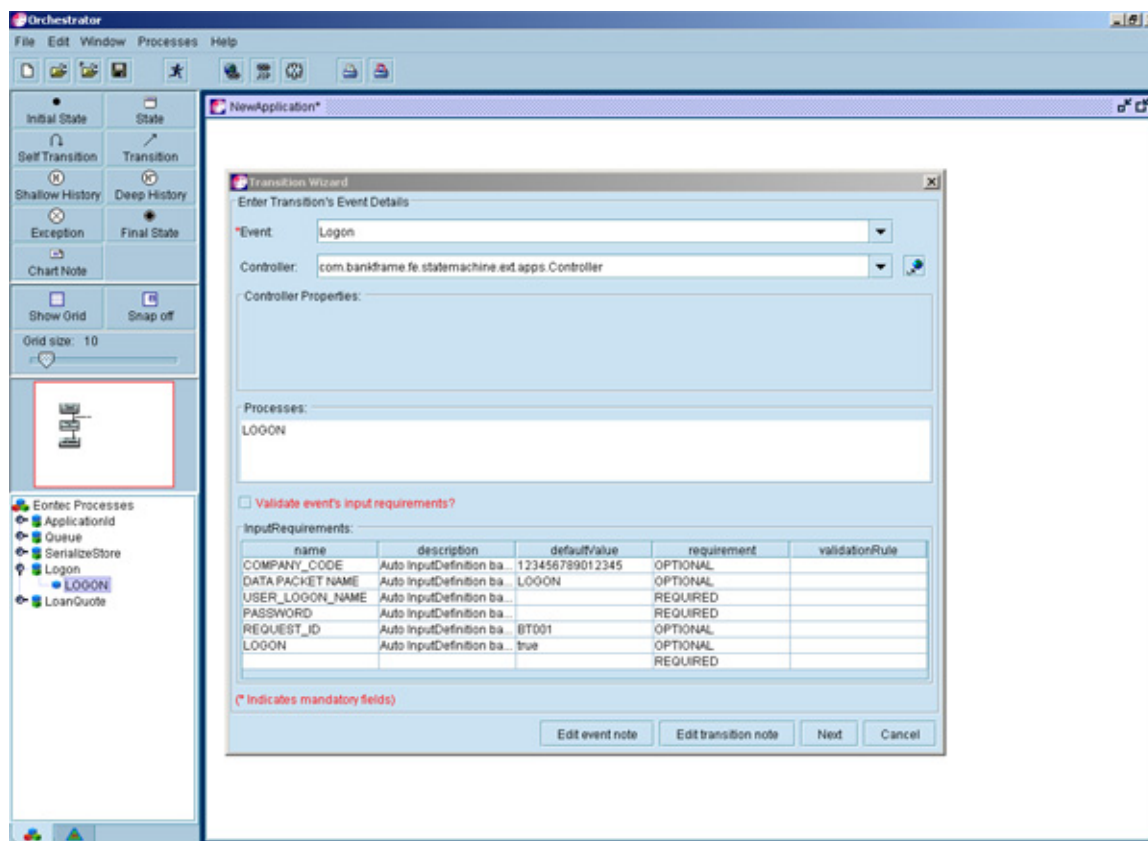 Orchestrator
File Edit Window Processes Help
Initial State State
Self Transition Transition
Shallow History Deep History
Exception Final State
Chart Note
Show Grid Snap off
Grid size: 10
Eontec Processes
ApplicationId
Queue
SerializeStore
Logon
LOGON
LoanQuote
NewApplication*
Transition Wizard
Enter Transition's Event Details
*Event: Logon
Controller: com.bankframe.fe.statemachine.ext.apps.Controller
Controller Properties:
Processes:
LOGON
Validate event's input requirements?
InputRequirements:
name description defaultValue requirement validationRule
COMPANY_CODE Auto InputDefinition ba... 123456789012345 OPTIONAL
DATA PACKET NAME Auto InputDefinition ba... LOGON OPTIONAL
USER_LOGON_NAME Auto InputDefinition ba... REQUIRED
PASSWORD Auto InputDefinition ba... REQUIRED
REQUEST_ID Auto InputDefinition ba... BT001 OPTIONAL
LOGON Auto InputDefinition ba... true OPTIONAL
REQUIRED
(* Indicates mandatory fields)
Edit event note Edit transition note Next Cancel